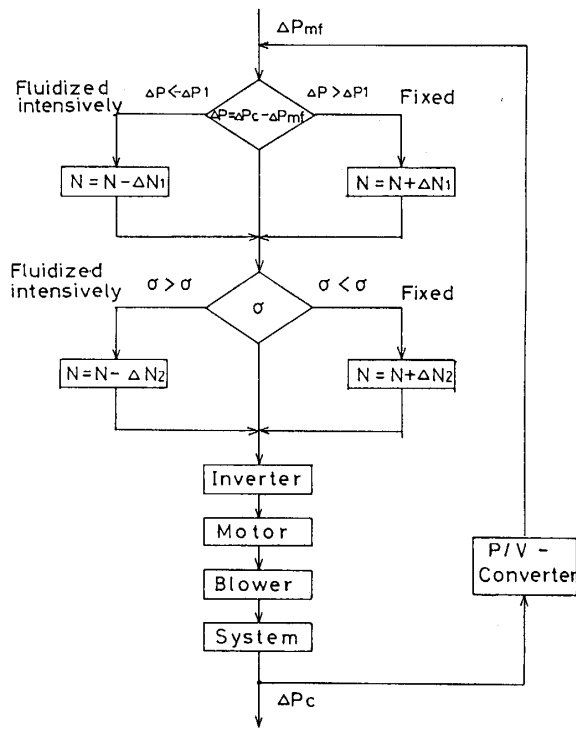 ΔPmf
Fluidized
intensively
ΔP<-ΔP1
ΔP>ΔP1
Fixed
ΔP=ΔPc-ΔPmf
N=N-ΔN1
N=N+ΔN1
Fluidized
intensively
σ>σ
σ<σ
Fixed
σ
N=N-ΔN2
N=N+ΔN2
Inverter
Motor
P/V-
Converter
Blower
System
ΔPc